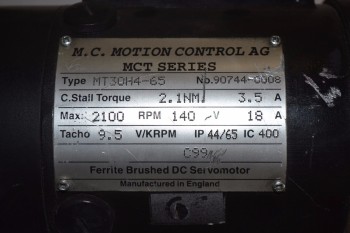 M.C. MOTION CONTROL AG
MCT SERIES
Type MT30H4-65 No.90744-0008
C.Stall Torque 2.1NM. 3.5 A
Max: 2100 RPM 140 V 18 A
Tacho 9.5 V/KRPM IP 44/65 IC 400
Ferrite Brushed DC Servomotor
Manufactured in England